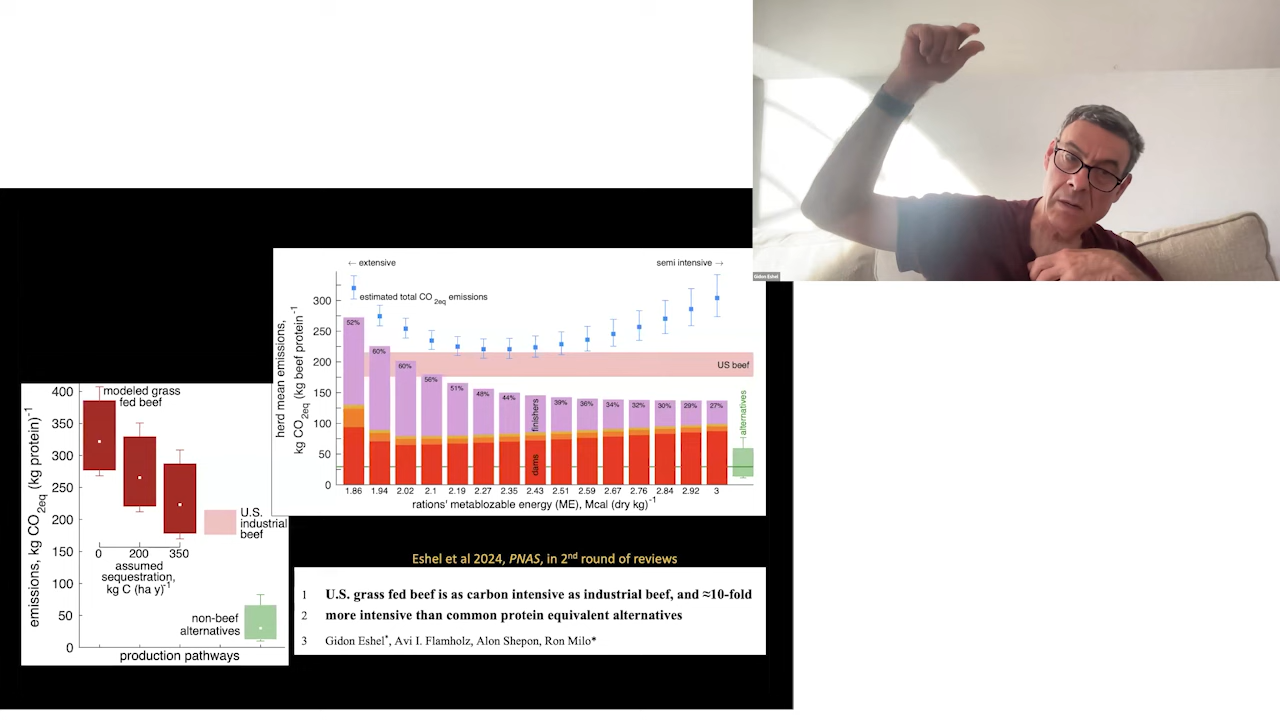 Gidon Eshel
← extensive
semi intensive →
estimated total CO2eq emissions
herd mean emissions,
kg CO2eq (kg beef protein)-1
300
250
200
150
100
50
0
52%
60%
60%
56%
51%
48%
44%
39%
36%
34%
32%
30%
29%
27%
finishers
dams
US beef
alternatives
1.86 1.94 2.02 2.1 2.19 2.27 2.35 2.43 2.51 2.59 2.67 2.76 2.84 2.92 3
rations' metablozable energy (ME), Mcal (dry kg)-1
emissions, kg CO2eq (kg protein)-1
400
350
300
250
200
150
100
50
0
modeled grass
fed beef
U.S.
industrial
beef
0 200 350
assumed
sequestration,
kg C (ha y)-1
non-beef
alternatives
production pathways
Eshel et al 2024, PNAS, in 2nd round of reviews
1 U.S. grass fed beef is as carbon intensive as industrial beef, and ≈10-fold
2 more intensive than common protein equivalent alternatives
3 Gidon Eshel*, Avi I. Flamholz, Alon Shepon, Ron Milo*